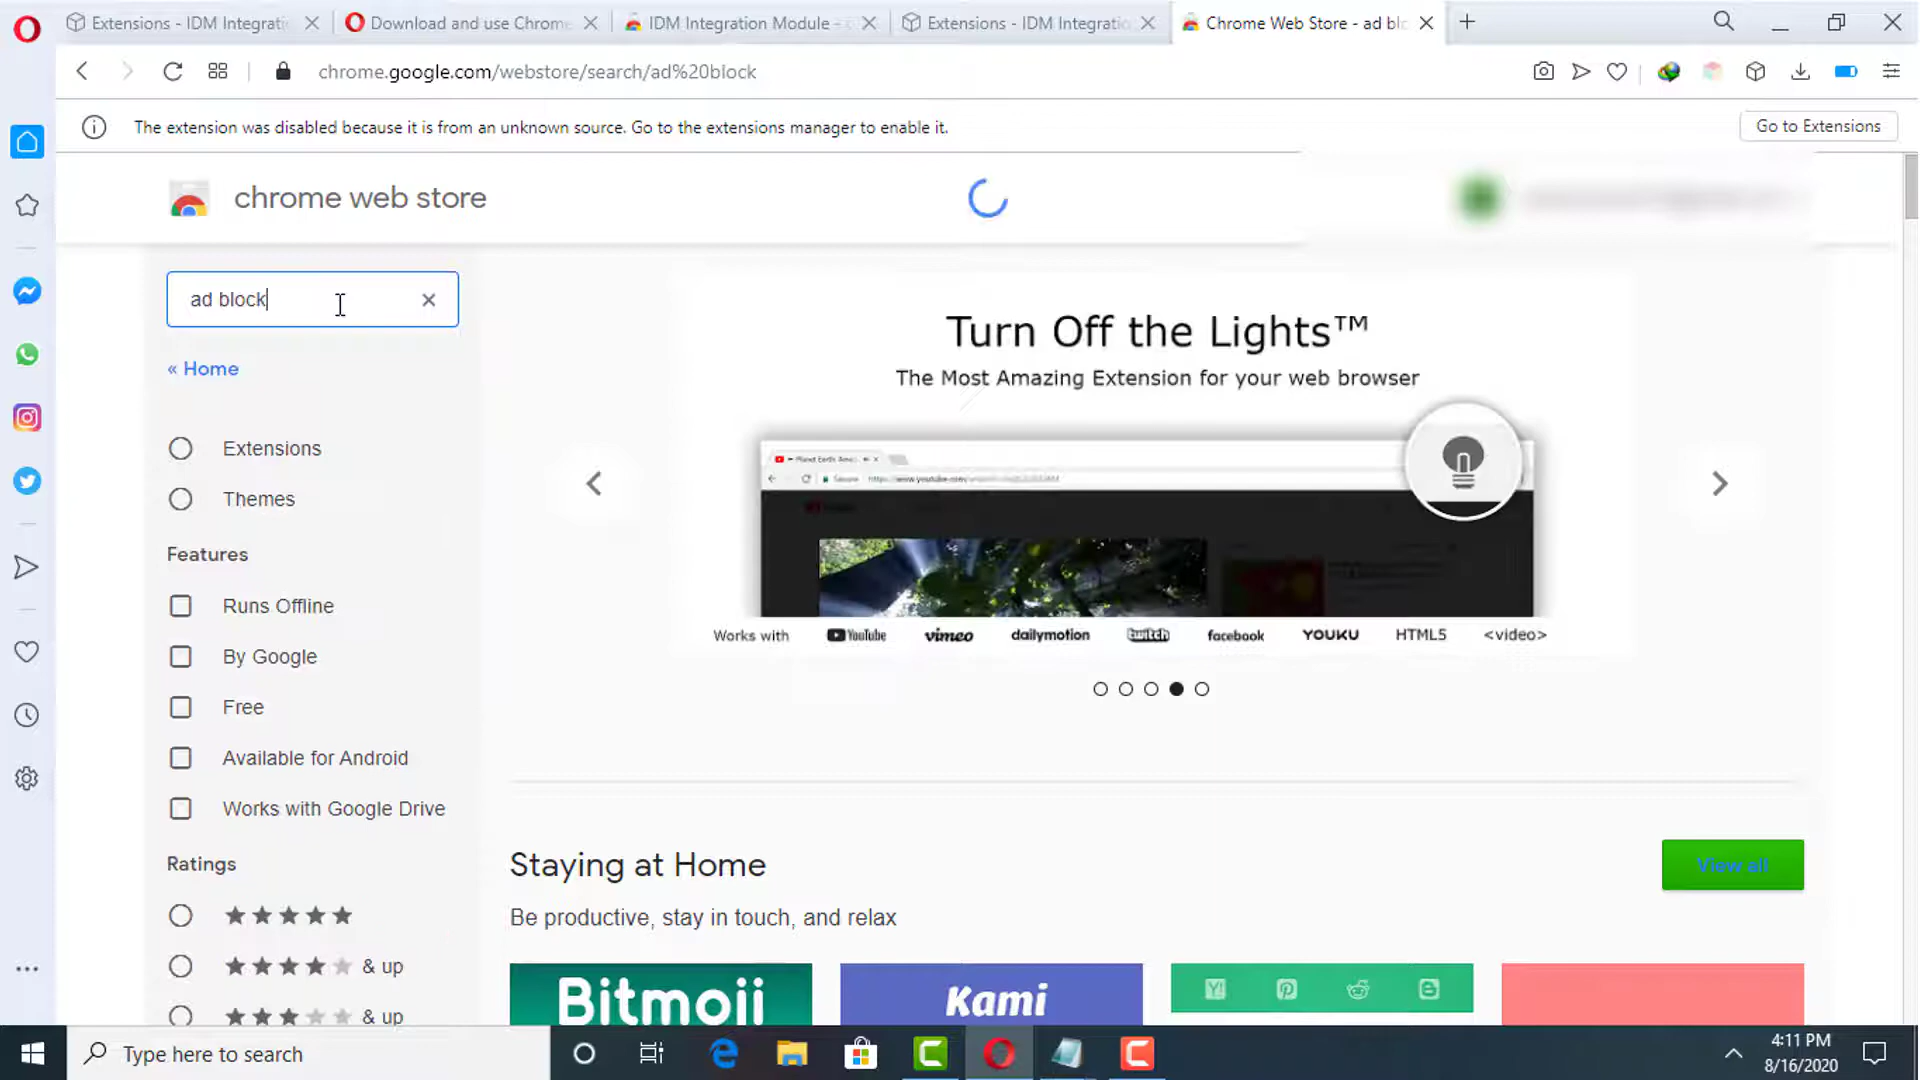 Extensions - IDM Integrati
Download and use Chrome
IDM Integration Module -
Extensions - IDM Integratio
Chrome Web Store - ad blo
chrome.google.com/webstore/search/ad%20block
The extension was disabled because it is from an unknown source. Go to the extensions manager to enable it.
Go to Extensions
chrome web store
ad block
« Home
Extensions
Themes
Features
Runs Offline
By Google
Free
Available for Android
Works with Google Drive
Ratings
& up
& up
Turn Off the Lights™
The Most Amazing Extension for your web browser
Works with YouTube vimeo dailymotion twitch facebook YOUKU HTML5 <video>
Staying at Home
View all
Be productive, stay in touch, and relax
Bitmoji
Kami
Type here to search
4:11 PM
8/16/2020